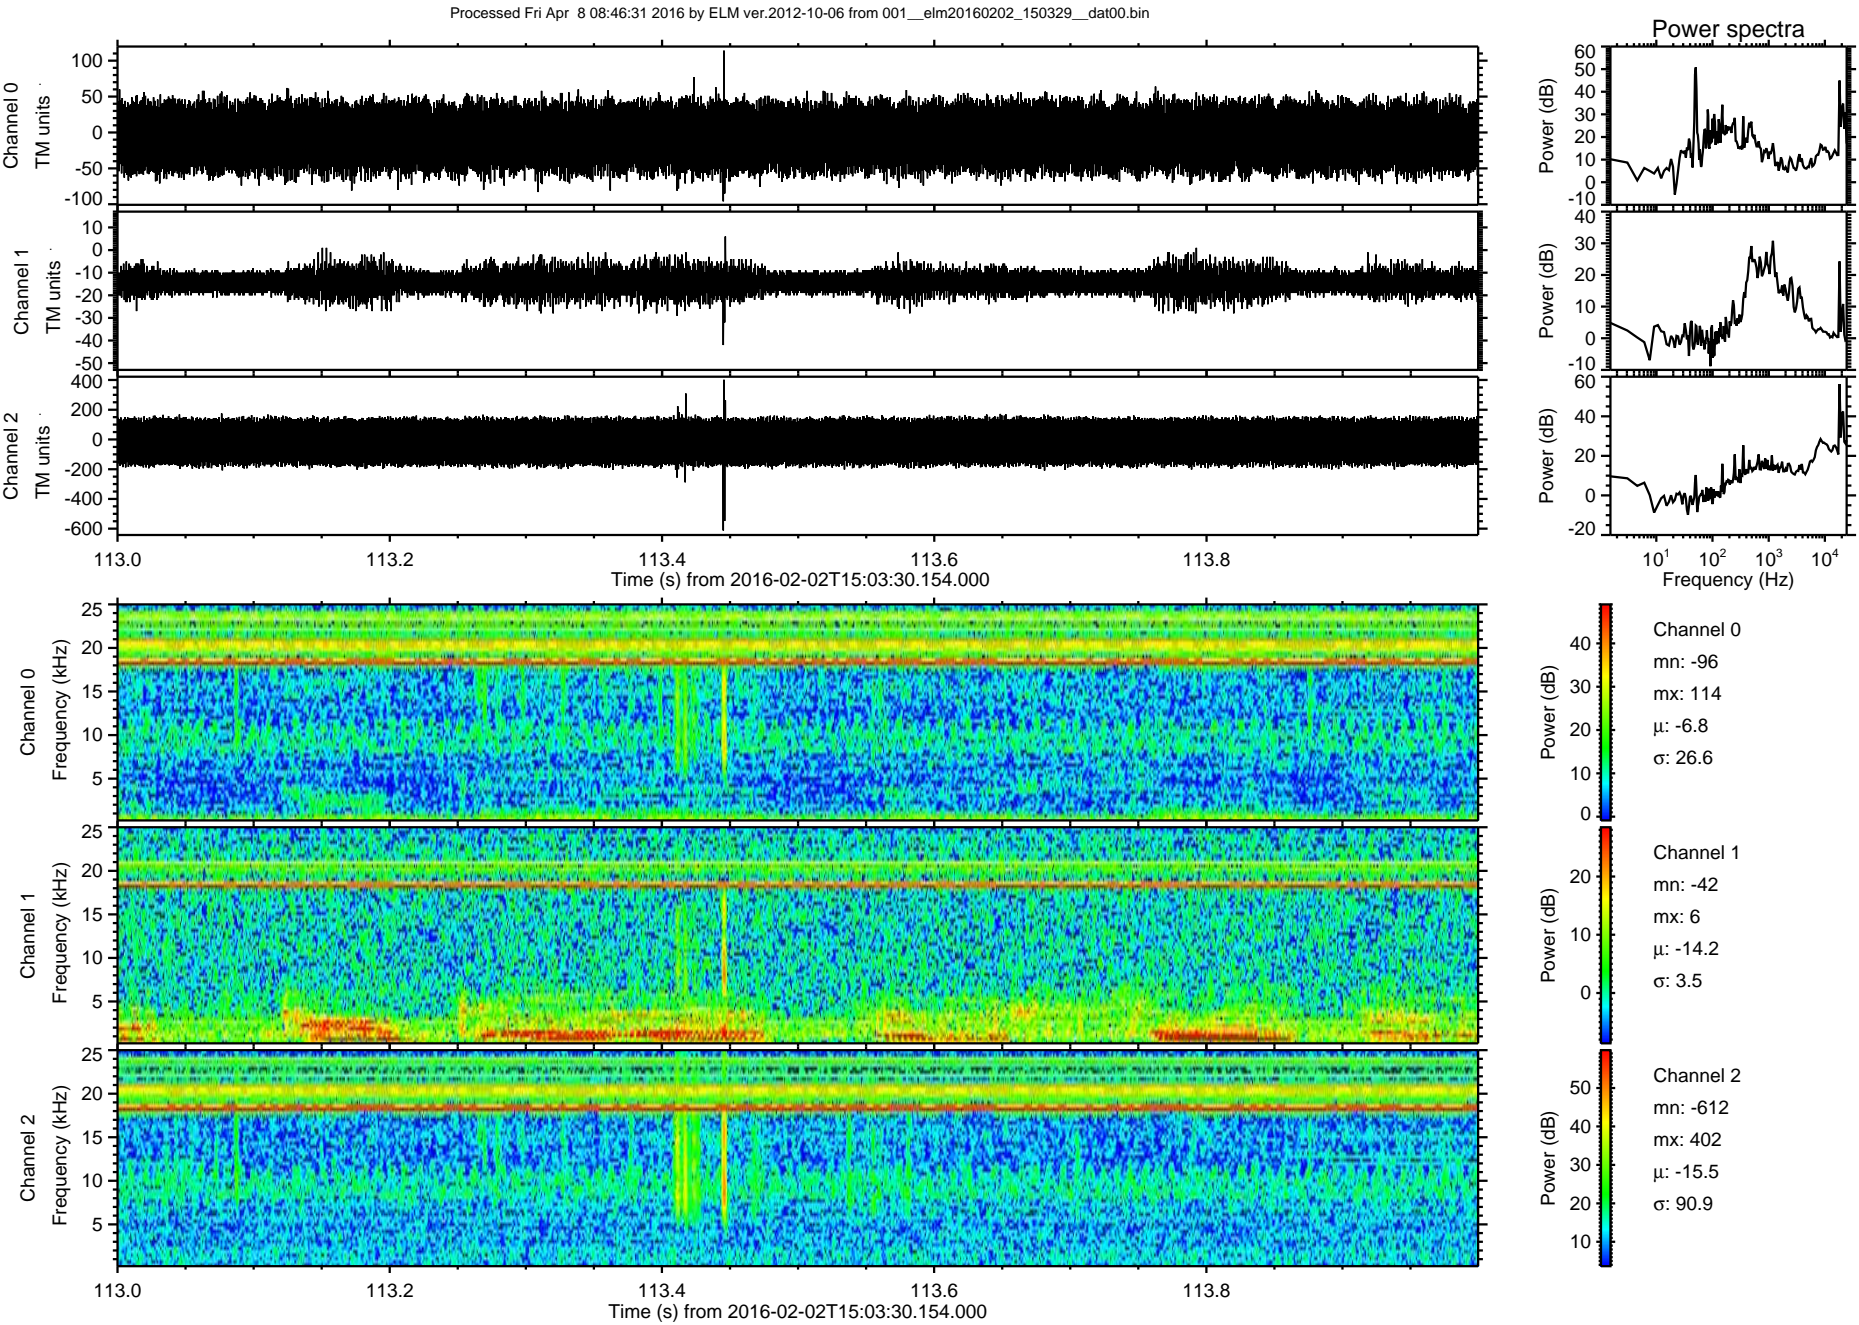 Processed Fri Apr  8 08:46:31 2016 by ELM ver.2012-10-06 from 001__elm20160202_150329__dat00.bin
Power spectra
Channel 0
TM units
100
50
0
-50
-100
Power (dB)
60
50
40
30
20
10
0
-10
Channel 1
TM units
10
0
-10
-20
-30
-40
-50
Power (dB)
40
30
20
10
0
-10
Channel 2
TM units
400
200
0
-200
-400
-600
Power (dB)
60
40
20
0
-20
113.0 113.2 113.4 113.6 113.8
Time (s) from 2016-02-02T15:03:30.154.000
10¹ 10² 10³ 10⁴
Frequency (Hz)
Channel 0
Frequency (kHz)
25
20
15
10
5
Power (dB)
40
30
20
10
0
Channel 0
mn: -96
mx: 114
μ: -6.8
σ: 26.6
Channel 1
Frequency (kHz)
25
20
15
10
5
Power (dB)
20
10
0
Channel 1
mn: -42
mx: 6
μ: -14.2
σ: 3.5
Channel 2
Frequency (kHz)
25
20
15
10
5
Power (dB)
50
40
30
20
10
Channel 2
mn: -612
mx: 402
μ: -15.5
σ: 90.9
113.0 113.2 113.4 113.6 113.8
Time (s) from 2016-02-02T15:03:30.154.000